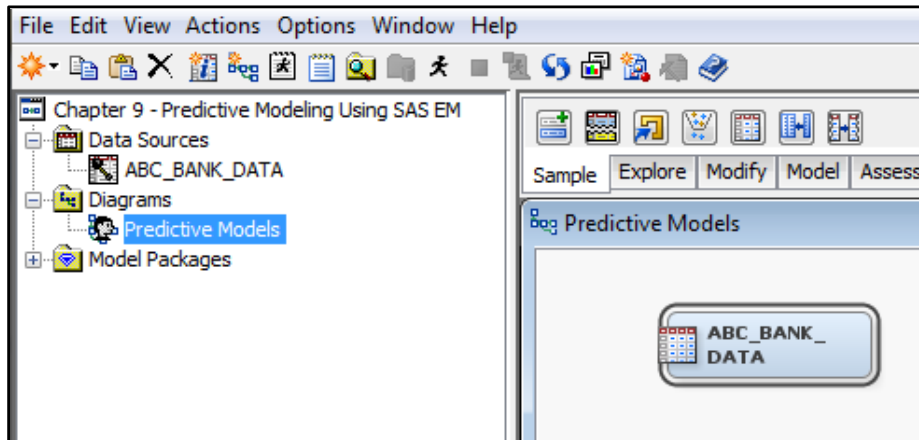 File Edit View Actions Options Window Help
Chapter 9 - Predictive Modeling Using SAS EM
Data Sources
ABC_BANK_DATA
Diagrams
Predictive Models
Model Packages
Sample Explore Modify Model Assess
Predictive Models
ABC_BANK_
DATA